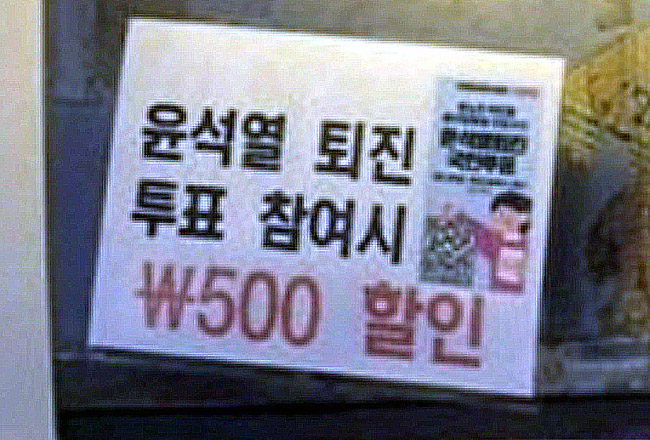 윤석열 퇴진
투표 참여시
₩500 할인